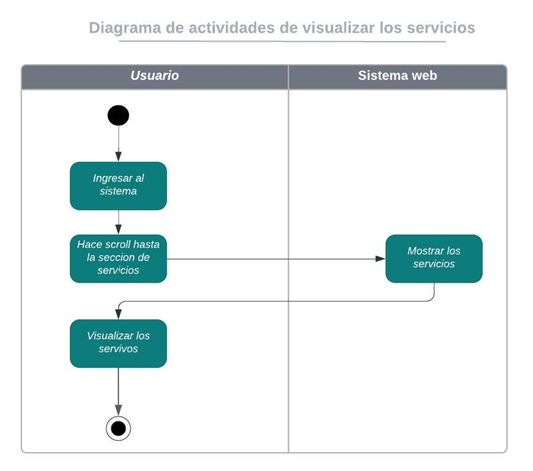 Diagrama de actividades de visualizar los servicios
Usuario
Sistema web
Ingresar al
sistema
Hace scroll hasta
la seccion de
servicios
Mostrar los
servicios
Visualizar los
servivos